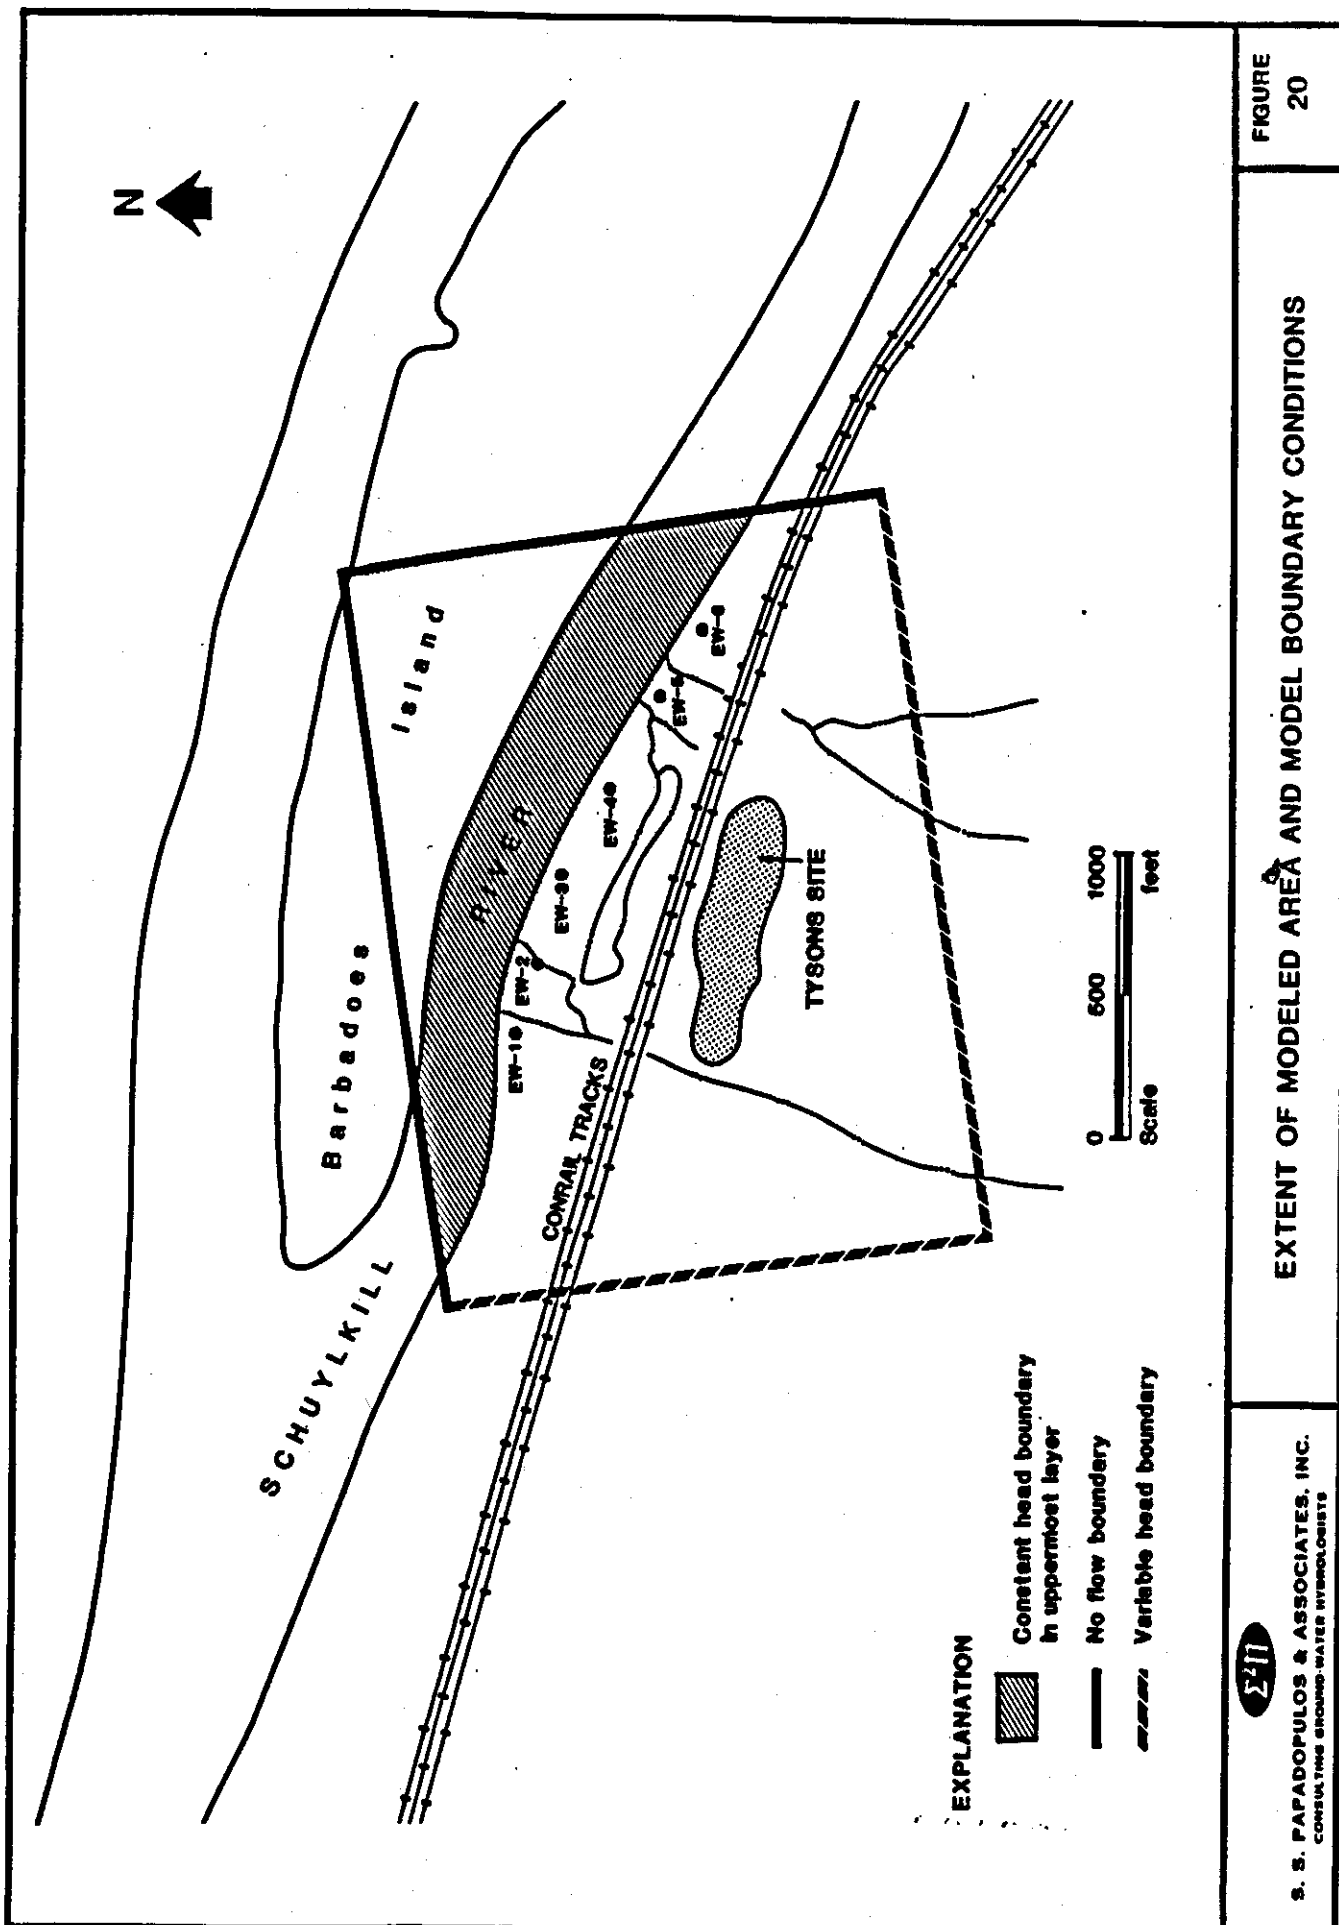 N
Barbadoes Island
SCHUYLKILL RIVER
EW-1
EW-2
EW-3
EW-4
EW-5
EW-6
CONRAIL TRACKS
TYSONS SITE
0 500 1000
Scale feet
EXPLANATION
Constant head boundary
in uppermost layer
No flow boundary
Variable head boundary
ΣΣΠ
S. S. PAPADOPULOS & ASSOCIATES, INC.
CONSULTING GROUND-WATER HYDROLOGISTS
EXTENT OF MODELED AREA AND MODEL BOUNDARY CONDITIONS
FIGURE
20